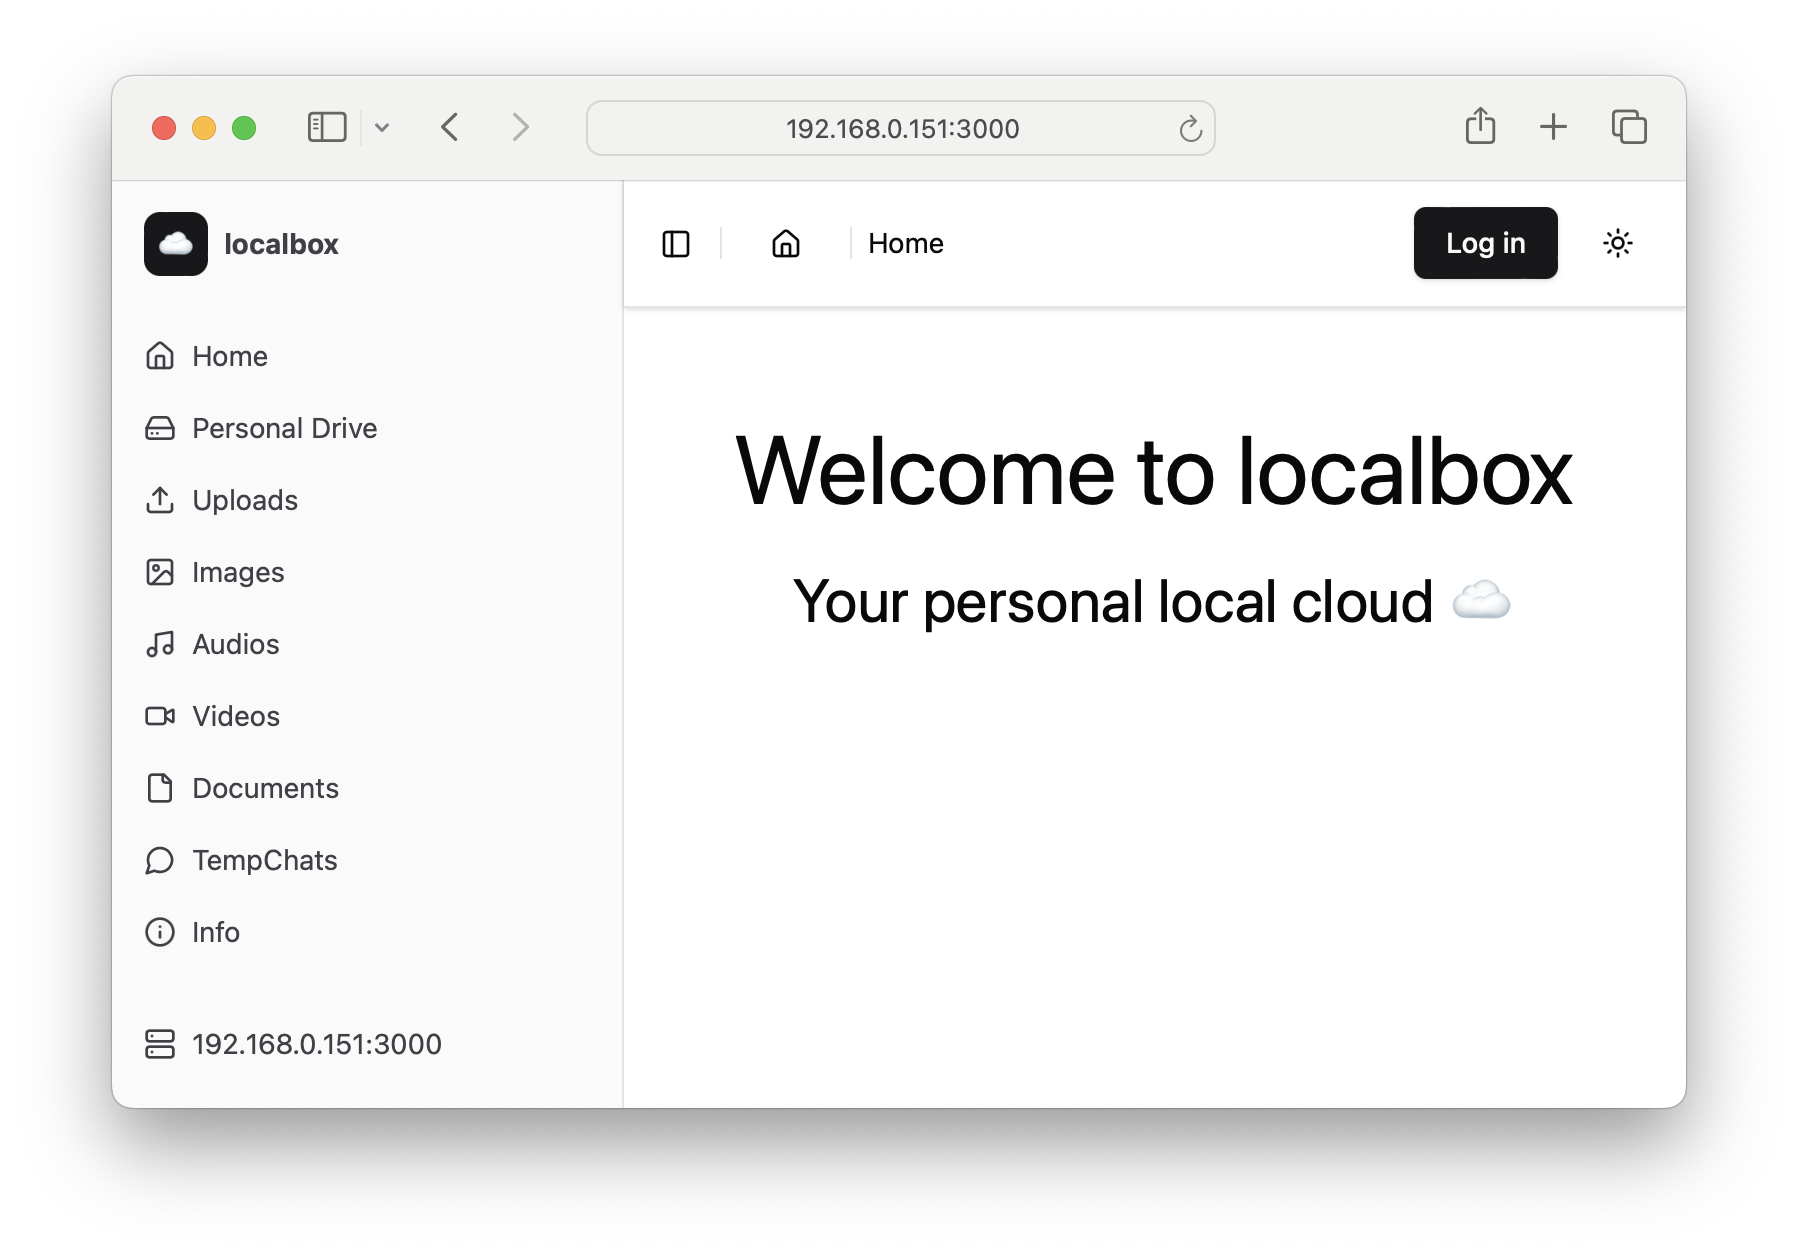 192.168.0.151:3000
localbox
Home
Log in
Home
Personal Drive
Uploads
Images
Audios
Videos
Documents
TempChats
Info
192.168.0.151:3000
Welcome to localbox
Your personal local cloud ☁️